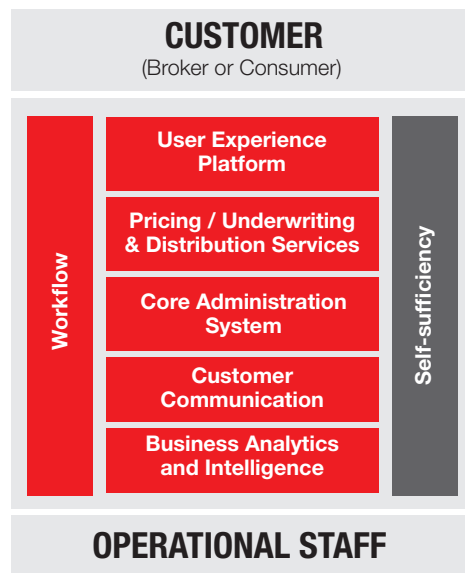 CUSTOMER
(Broker or Consumer)
Workflow
User Experience
Platform
Pricing / Underwriting
& Distribution Services
Core Administration
System
Customer
Communication
Business Analytics
and Intelligence
Self-sufficiency
OPERATIONAL STAFF